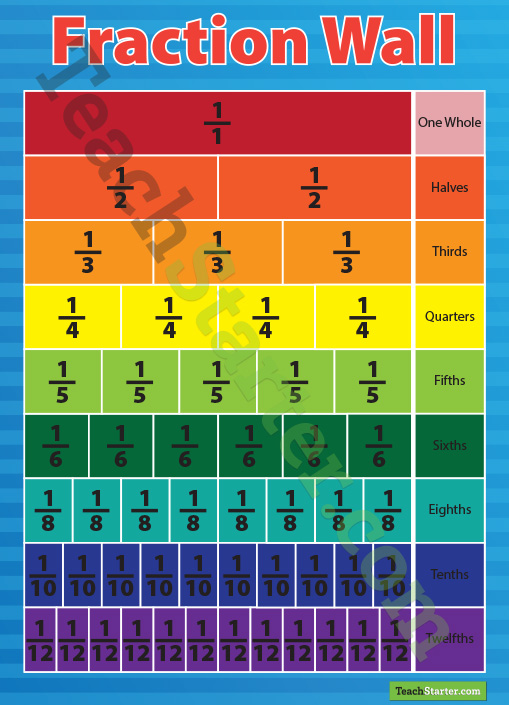 Fraction Wall
1/1 One Whole
1/2 1/2 Halves
1/3 1/3 1/3 Thirds
1/4 1/4 1/4 1/4 Quarters
1/5 1/5 1/5 1/5 1/5 Fifths
1/6 1/6 1/6 1/6 1/6 1/6 Sixths
1/8 1/8 1/8 1/8 1/8 1/8 1/8 1/8 Eighths
1/10 1/10 1/10 1/10 1/10 1/10 1/10 1/10 1/10 1/10 Tenths
1/12 1/12 1/12 1/12 1/12 1/12 1/12 1/12 1/12 1/12 1/12 1/12 Twelfths
TeachStarter.com
TeachStarter.com